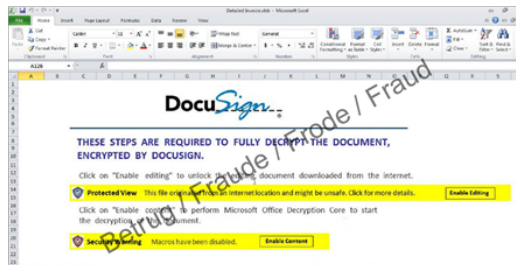 Detailed Invoice.xlsb - Microsoft Excel
File Home Insert Page Layout Formulas Data Review View
Cut
Copy
Format Painter
Clipboard
Calibri 11
B I U
Font
Wrap Text
Merge & Center
Alignment
General
Number
Conditional Formatting
Format as Table
Cell Styles
Styles
Insert Delete Format
Cells
AutoSum
Fill
Clear
Sort & Filter
Find & Select
Editing
A128
A B C D E F G H I J K L M N O P Q R S
DocuSign
THESE STEPS ARE REQUIRED TO FULLY DECRYPT THE DOCUMENT,
ENCRYPTED BY DOCUSIGN.
Click on "Enable editing" to unlock the editing document downloaded from the internet.
Protected View This file originated from an Internet location and might be unsafe. Click for more details. Enable Editing
Click on "Enable content" to perform Microsoft Office Decryption Core to start
the decryption of the document.
Security Warning Macros have been disabled. Enable Content
Betrug / Fraude / Frode / Fraud